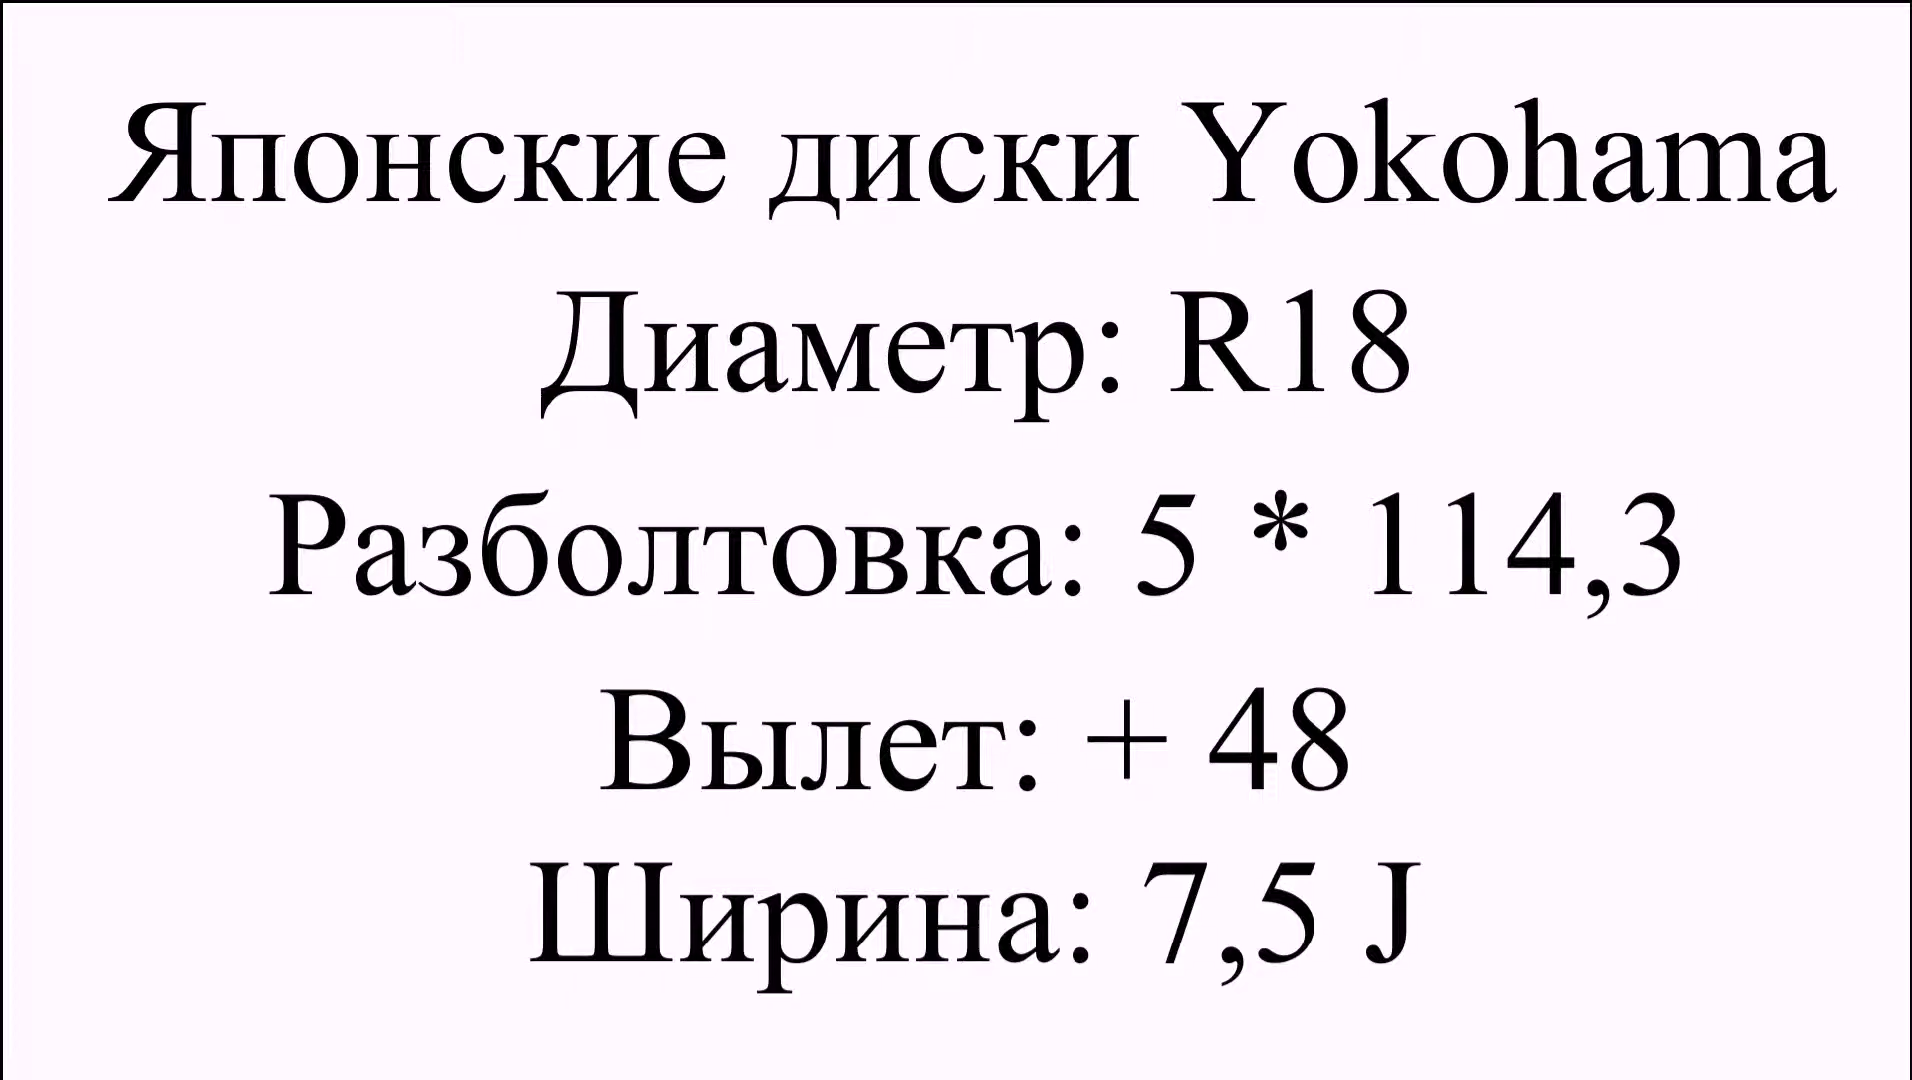 Японские диски Yokohama
Диаметр: R18
Разболтовка: 5 * 114,3
Вылет: + 48
Ширина: 7,5 J